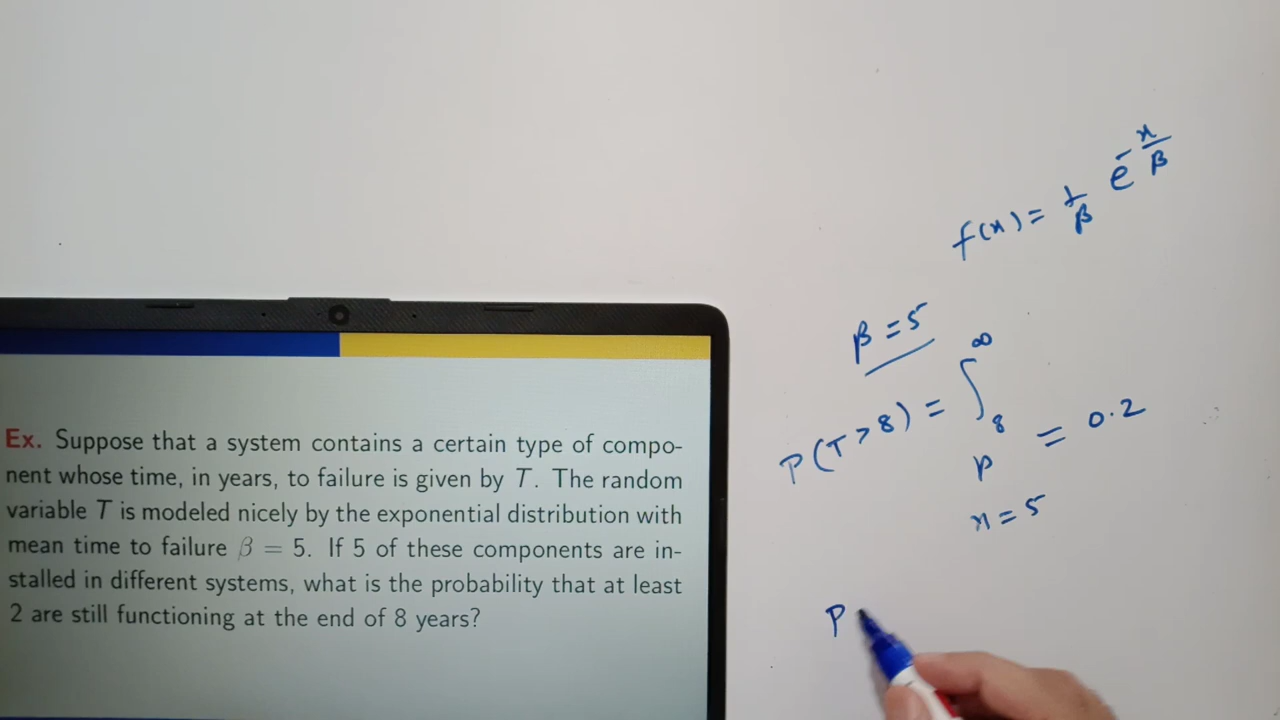 Ex. Suppose that a system contains a certain type of compo-
nent whose time, in years, to failure is given by T. The random
variable T is modeled nicely by the exponential distribution with
mean time to failure β = 5. If 5 of these components are in-
stalled in different systems, what is the probability that at least
2 are still functioning at the end of 8 years?
f(x) = 1/β e^-x/β
β = 5
P(T > 8) = ∫_8^∞
p = 0.2
n = 5
P